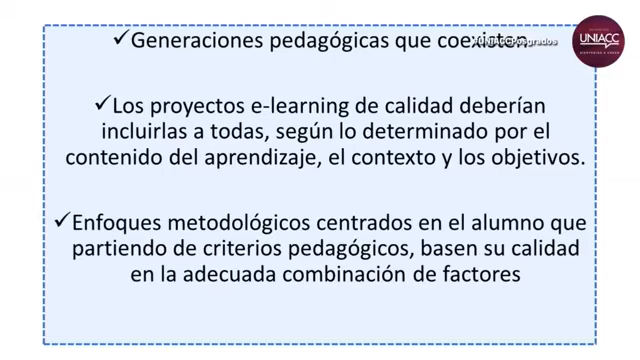 ✓Generaciones pedagógicas que coexisten
#UNIACCPosgrados
UNIACC
✓Los proyectos e-learning de calidad deberían
incluirlas a todas, según lo determinado por el
contenido del aprendizaje, el contexto y los objetivos.
✓Enfoques metodológicos centrados en el alumno que
partiendo de criterios pedagógicos, basen su calidad
en la adecuada combinación de factores